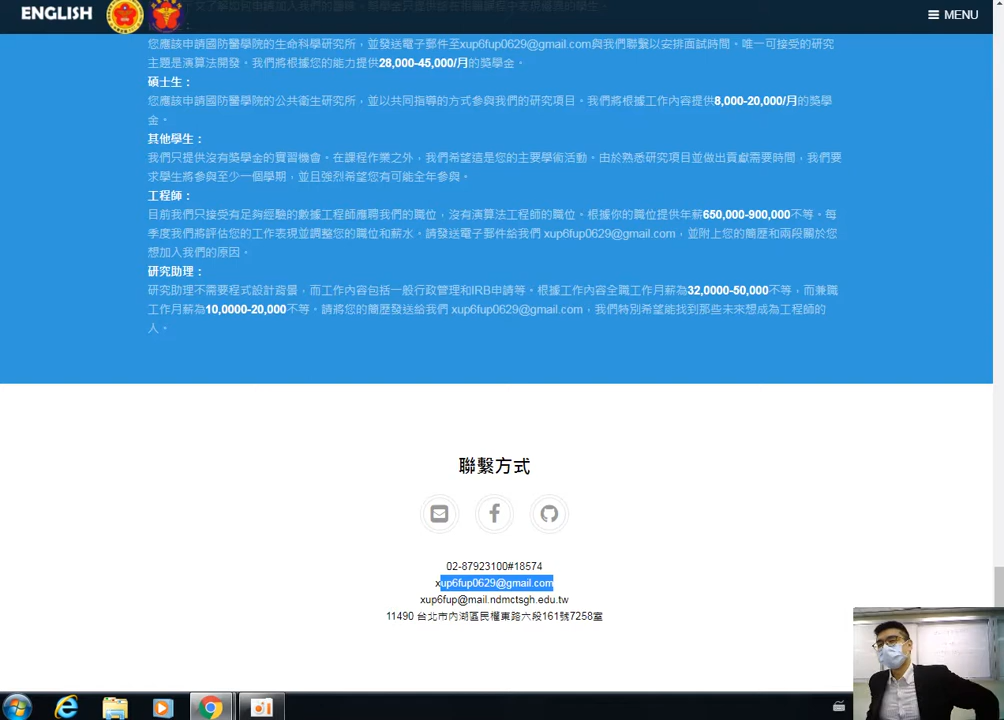 ENGLISH
MENU
您應該申請國防醫學院的生命科學研究所，並發送電子郵件至xup6fup0629@gmail.com與我們聯繫以安排面試時間。唯一可接受的研究
主題是演算法開發。我們將根據您的能力提供28,000-45,000/月的獎學金。
碩士生：
您應該申請國防醫學院的公共衛生研究所，並以共同指導的方式參與我們的研究項目。我們將根據工作內容提供8,000-20,000/月的獎學
金。
其他學生：
我們只提供沒有獎學金的實習機會。在課程作業之外，我們希望這是您的主要學術活動。由於熟悉研究項目並做出貢獻需要時間，我們要
求學生將參與至少一個學期，並且強烈希望您有可能全年參與。
工程師：
目前我們只接受有足夠經驗的數據工程師應聘我們的職位，沒有演算法工程師的職位。根據你的職位提供年薪650,000-900,000不等。每
季度我們將評估您的工作表現並調整您的職位和薪水。請發送電子郵件給我們 xup6fup0629@gmail.com，並附上您的簡歷和兩段關於您
想加入我們的原因。
研究助理：
研究助理不需要程式設計背景，而工作內容包括一般行政管理和IRB申請等。根據工作內容全職工作月薪為32,0000-50,000不等，而兼職
工作月薪為10,0000-20,000不等。請將您的簡歷發送給我們 xup6fup0629@gmail.com，我們特別希望能找到那些未來想成為工程師的
人。
聯繫方式
02-87923100#18574
xup6fup0629@gmail.com
xup6fup@mail.ndmctsgh.edu.tw
11490 台北市內湖區民權東路六段161號7258室